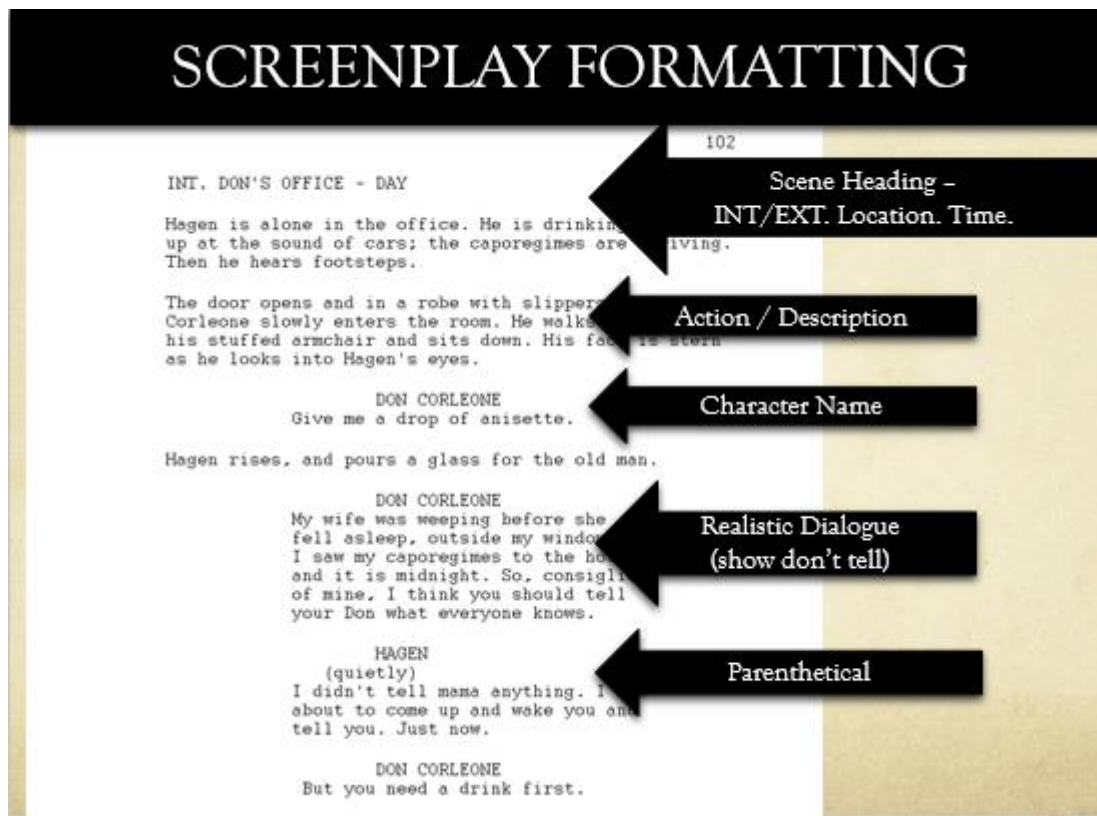 SCREENPLAY FORMATTING
102
INT. DON'S OFFICE - DAY
Scene Heading –
INT/EXT. Location. Time.
Hagen is alone in the office. He is drinking
up at the sound of cars; the caporegimes are iving.
Then he hears footsteps.
The door opens and in a robe with slippers
Corleone slowly enters the room. He walks
his stuffed armchair and sits down. His is stern
as he looks into Hagen's eyes.
Action / Description
DON CORLEONE
Give me a drop of anisette.
Character Name
Hagen rises, and pours a glass for the old man.
DON CORLEONE
My wife was weeping before she
fell asleep, outside my
I saw my caporegimes to the
and it is midnight. So,
of mine, I think you should tell
your Don what everyone knows.
Realistic Dialogue
(show don't tell)
HAGEN
(quietly)
I didn't tell mama anything. I
about to come up and wake you and
tell you. Just now.
Parenthetical
DON CORLEONE
But you need a drink first.